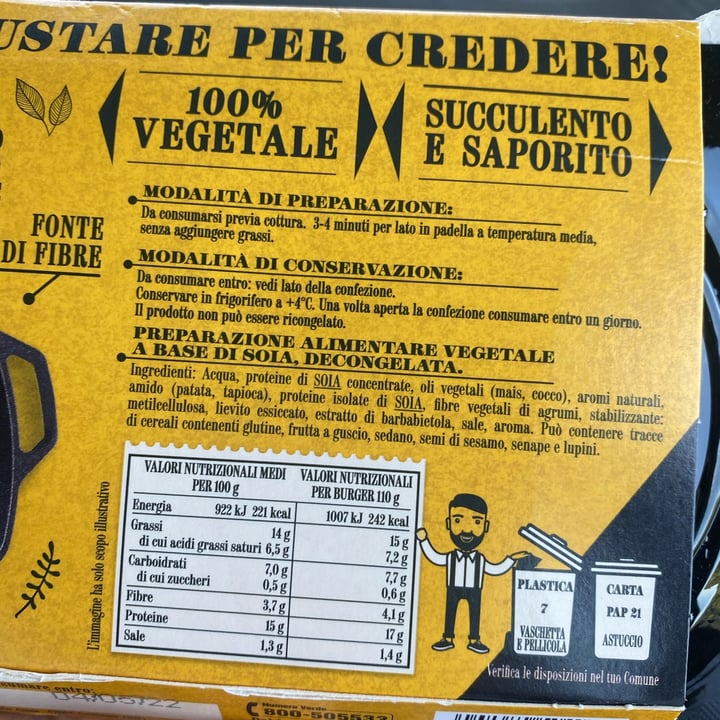 USTARE PER CREDERE!
100%
VEGETALE
SUCCULENTO
E SAPORITO
FONTE
DI FIBRE
MODALITÀ DI PREPARAZIONE:
Da consumarsi previa cottura. 3-4 minuti per lato in padella a temperatura media,
senza aggiungere grassi.
MODALITÀ DI CONSERVAZIONE:
Da consumare entro: vedi lato della confezione.
Conservare in frigorifero a +4°C. Una volta aperta la confezione consumare entro un giorno.
Il prodotto non può essere ricongelato.
PREPARAZIONE ALIMENTARE VEGETALE
A BASE DI SOIA, DECONGELATA.
Ingredienti: Acqua, proteine di SOIA concentrate, oli vegetali (mais, cocco), aromi naturali,
amido (patata, tapioca), proteine isolate di SOIA, fibre vegetali di agrumi, stabilizzante:
metilcellulosa, lievito essiccato, estratto di barbabietola, sale, aroma. Può contenere tracce
di cereali contenenti glutine, frutta a guscio, sedano, semi di sesamo, senape e lupini.
VALORI NUTRIZIONALI MEDI
PER 100 g
VALORI NUTRIZIONALI
PER BURGER 110 g
Energia 922 kJ 221 kcal 1007 kJ 242 kcal
Grassi 14 g 15 g
di cui acidi grassi saturi 6,5 g 7,2 g
Carboidrati 7,0 g 7,7 g
di cui zuccheri 0,5 g 0,6 g
Fibre 3,7 g 4,1 g
Proteine 15 g 17 g
Sale 1,3 g 1,4 g
L'immagine ha solo scopo illustrativo
PLASTICA
7
VASCHETTA
E PELLICOLA
CARTA
PAP 21
ASTUCCIO
Verifica le disposizioni nel tuo Comune
04/05/22
Numero Verde
800-505533